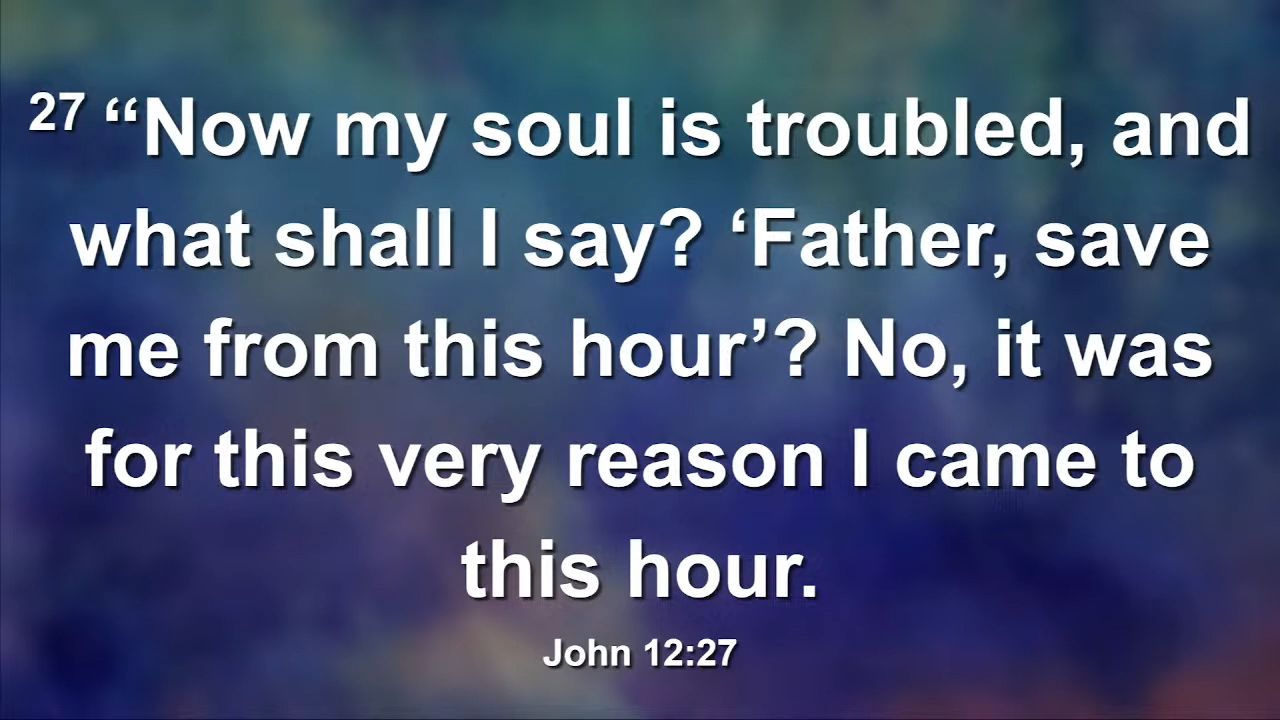 27 “Now my soul is troubled, and
what shall I say? ‘Father, save
me from this hour’? No, it was
for this very reason I came to
this hour.
John 12:27